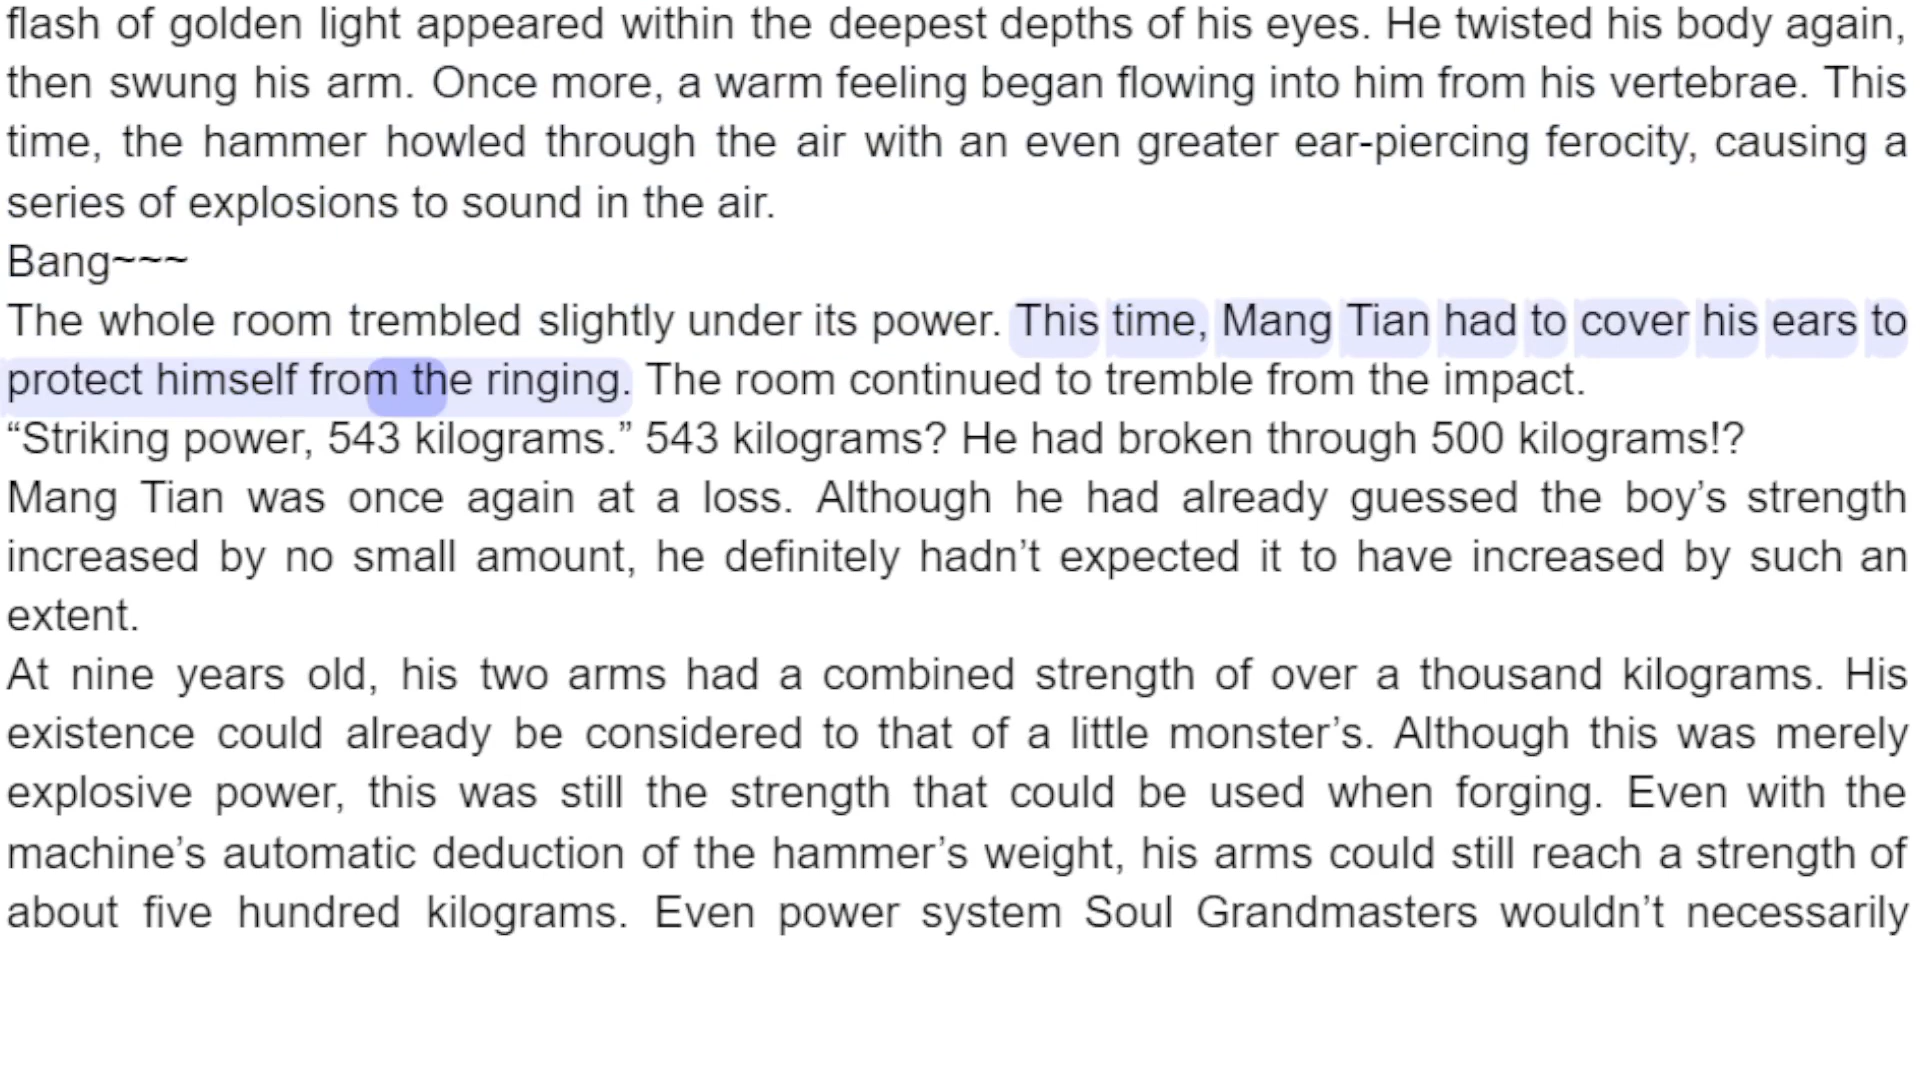 flash of golden light appeared within the deepest depths of his eyes. He twisted his body again,
then swung his arm. Once more, a warm feeling began flowing into him from his vertebrae. This
time, the hammer howled through the air with an even greater ear-piercing ferocity, causing a
series of explosions to sound in the air.
Bang~~~
The whole room trembled slightly under its power. This time, Mang Tian had to cover his ears to
protect himself from the ringing. The room continued to tremble from the impact.
“Striking power, 543 kilograms.” 543 kilograms? He had broken through 500 kilograms!?
Mang Tian was once again at a loss. Although he had already guessed the boy’s strength
increased by no small amount, he definitely hadn’t expected it to have increased by such an
extent.
At nine years old, his two arms had a combined strength of over a thousand kilograms. His
existence could already be considered to that of a little monster’s. Although this was merely
explosive power, this was still the strength that could be used when forging. Even with the
machine’s automatic deduction of the hammer’s weight, his arms could still reach a strength of
about five hundred kilograms. Even power system Soul Grandmasters wouldn’t necessarily